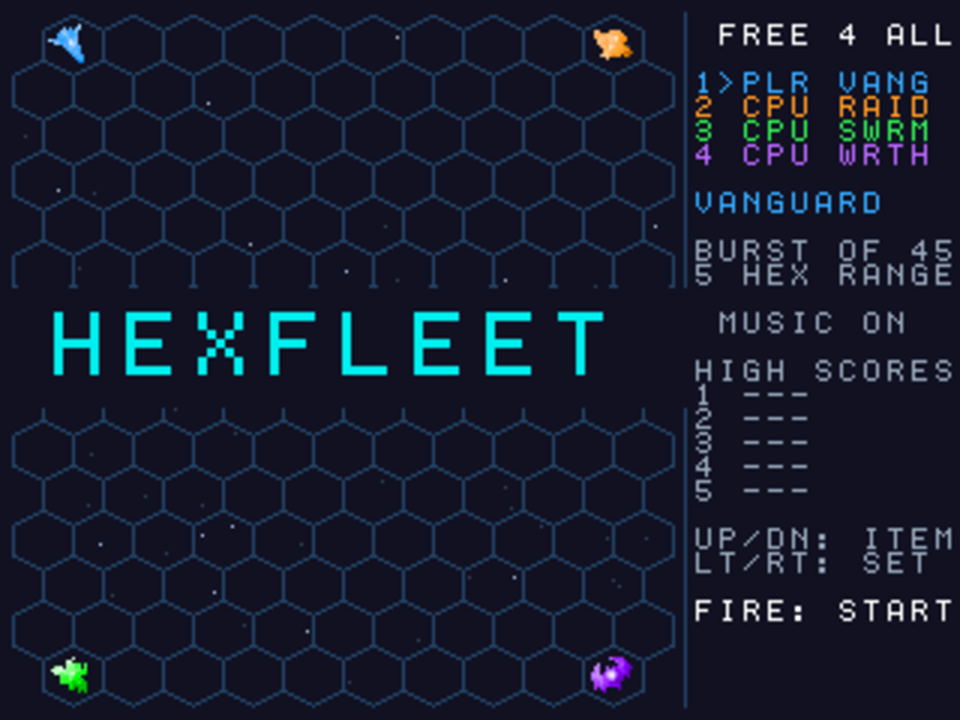 HEXFLEET
FREE 4 ALL
1>PLR VANG
2 CPU RAID
3 CPU SWRM
4 CPU WRTH
VANGUARD
BURST OF 45
5 HEX RANGE
MUSIC ON
HIGH SCORES
1 ---
2 ---
3 ---
4 ---
5 ---
UP/DN: ITEM
LT/RT: SET
FIRE: START